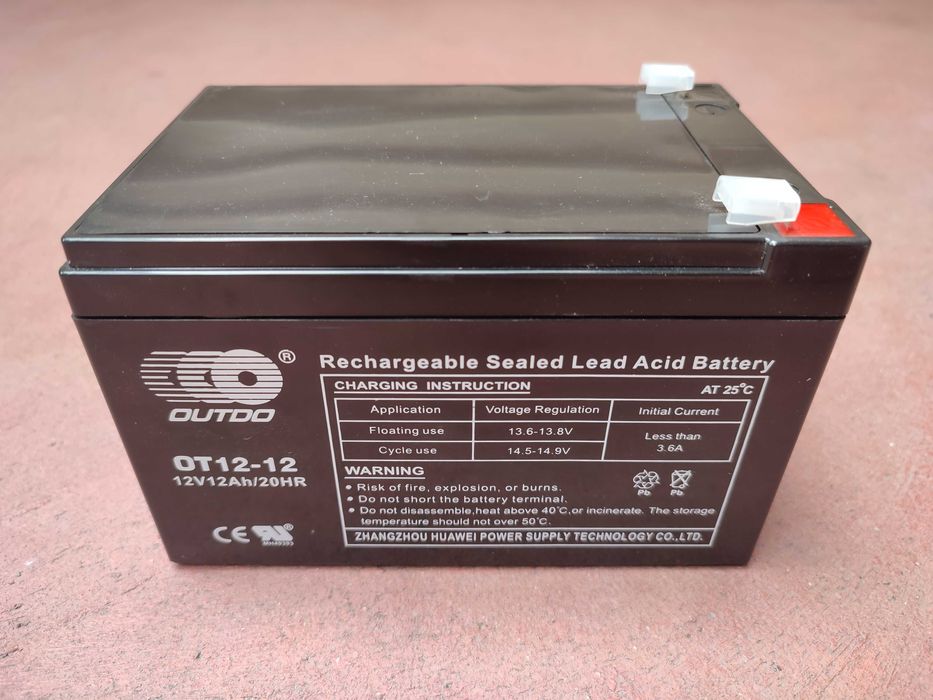 ®
OUTDO
OT12-12
12V12Ah/20HR
CE
MH49393
Rechargeable Sealed Lead Acid Battery
CHARGING INSTRUCTION AT 25°C
Application Voltage Regulation Initial Current
Floating use 13.6-13.8V Less than 3.6A
Cycle use 14.5-14.9V
WARNING
• Risk of fire, explosion, or burns.
• Do not short the battery terminal.
• Do not disassemble,heat above 40°C,or incinerate. The storage
temperature should not over 50°C.
Pb Pb
ZHANGZHOU HUAWEI POWER SUPPLY TECHNOLOGY CO.,LTD.